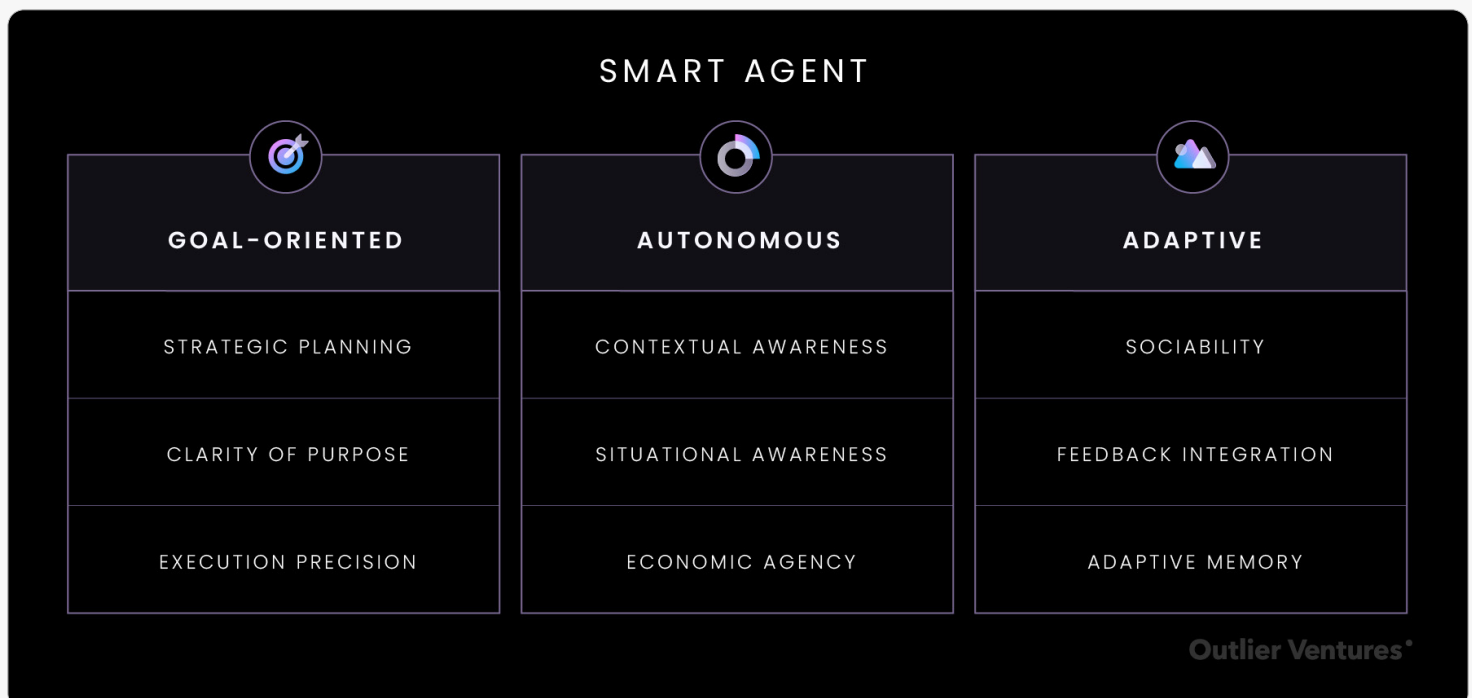 SMART AGENT
GOAL-ORIENTED
STRATEGIC PLANNING
CLARITY OF PURPOSE
EXECUTION PRECISION
AUTONOMOUS
CONTEXTUAL AWARENESS
SITUATIONAL AWARENESS
ECONOMIC AGENCY
ADAPTIVE
SOCIABILITY
FEEDBACK INTEGRATION
ADAPTIVE MEMORY
Outlier Ventures